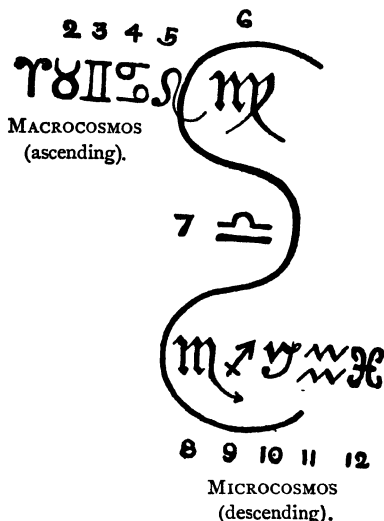 6
2 3 4 5
♈♉♊♋♌ ♍
MACROCOSMOS
(ascending).
7 ♎
♏♐♑♒♓
8 9 10 11 12
MICROCOSMOS
(descending).